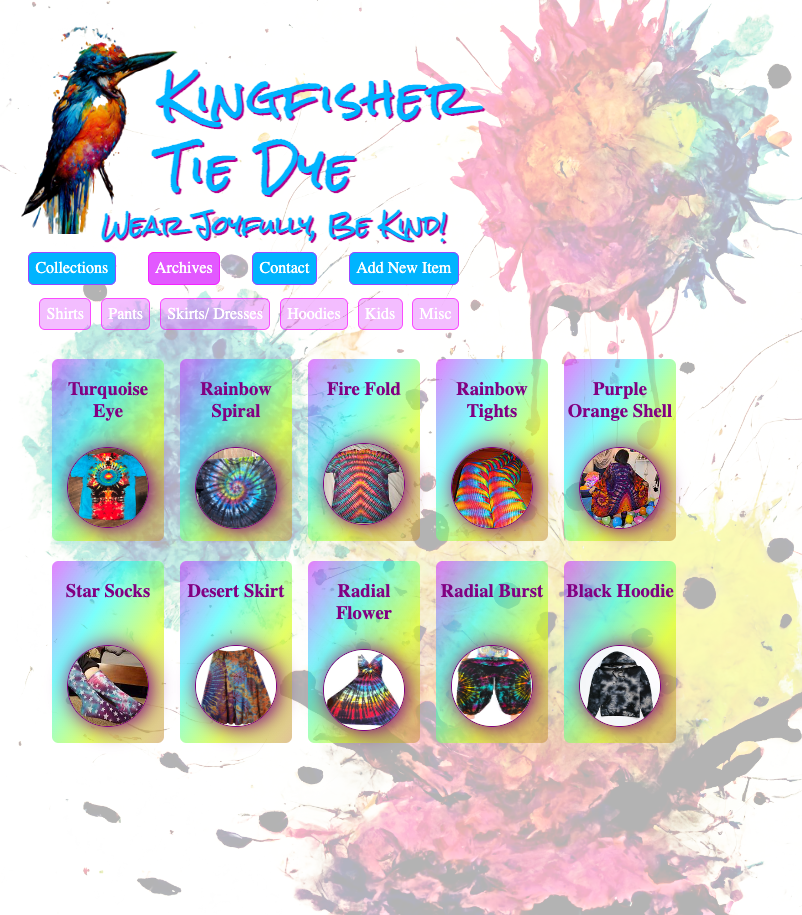 Kingfisher
Tie Dye
Wear Joyfully, Be Kind!
Collections Archives Contact Add New Item
Shirts Pants Skirts/ Dresses Hoodies Kids Misc
Turquoise
Eye
Rainbow
Spiral
Fire Fold
Rainbow
Tights
Purple
Orange Shell
Star Socks
Desert Skirt
Radial
Flower
Radial Burst
Black Hoodie